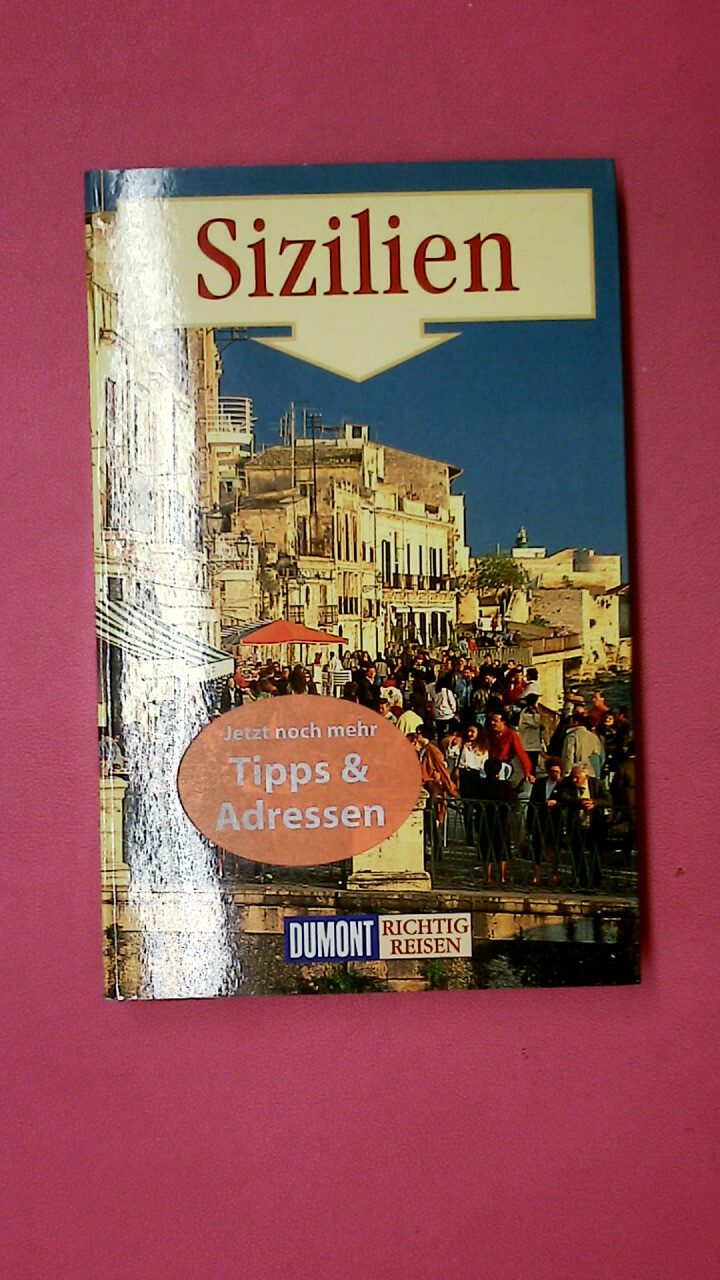 Sizilien
Jetzt noch mehr
Tipps &
Adressen
DUMONT
RICHTIG
REISEN